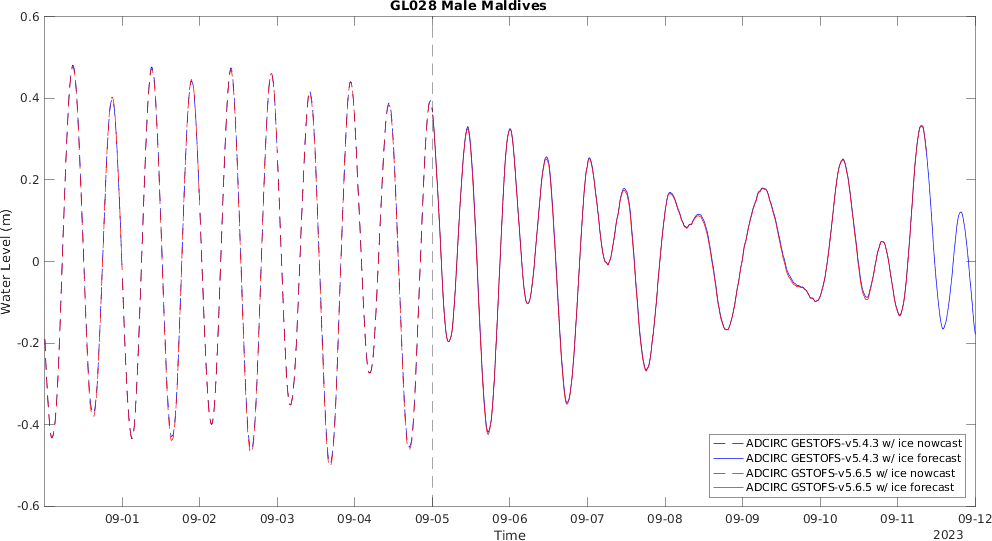 GL028 Male Maldives
Water Level (m)
0.6
0.4
0.2
0
-0.2
-0.4
-0.6
ADCIRC GESTOFS-v5.4.3 w/ ice nowcast
ADCIRC GESTOFS-v5.4.3 w/ ice forecast
ADCIRC GSTOFS-v5.6.5 w/ ice nowcast
ADCIRC GSTOFS-v5.6.5 w/ ice forecast
09-01 09-02 09-03 09-04 09-05 09-06 09-07 09-08 09-09 09-10 09-11 09-12
Time
2023